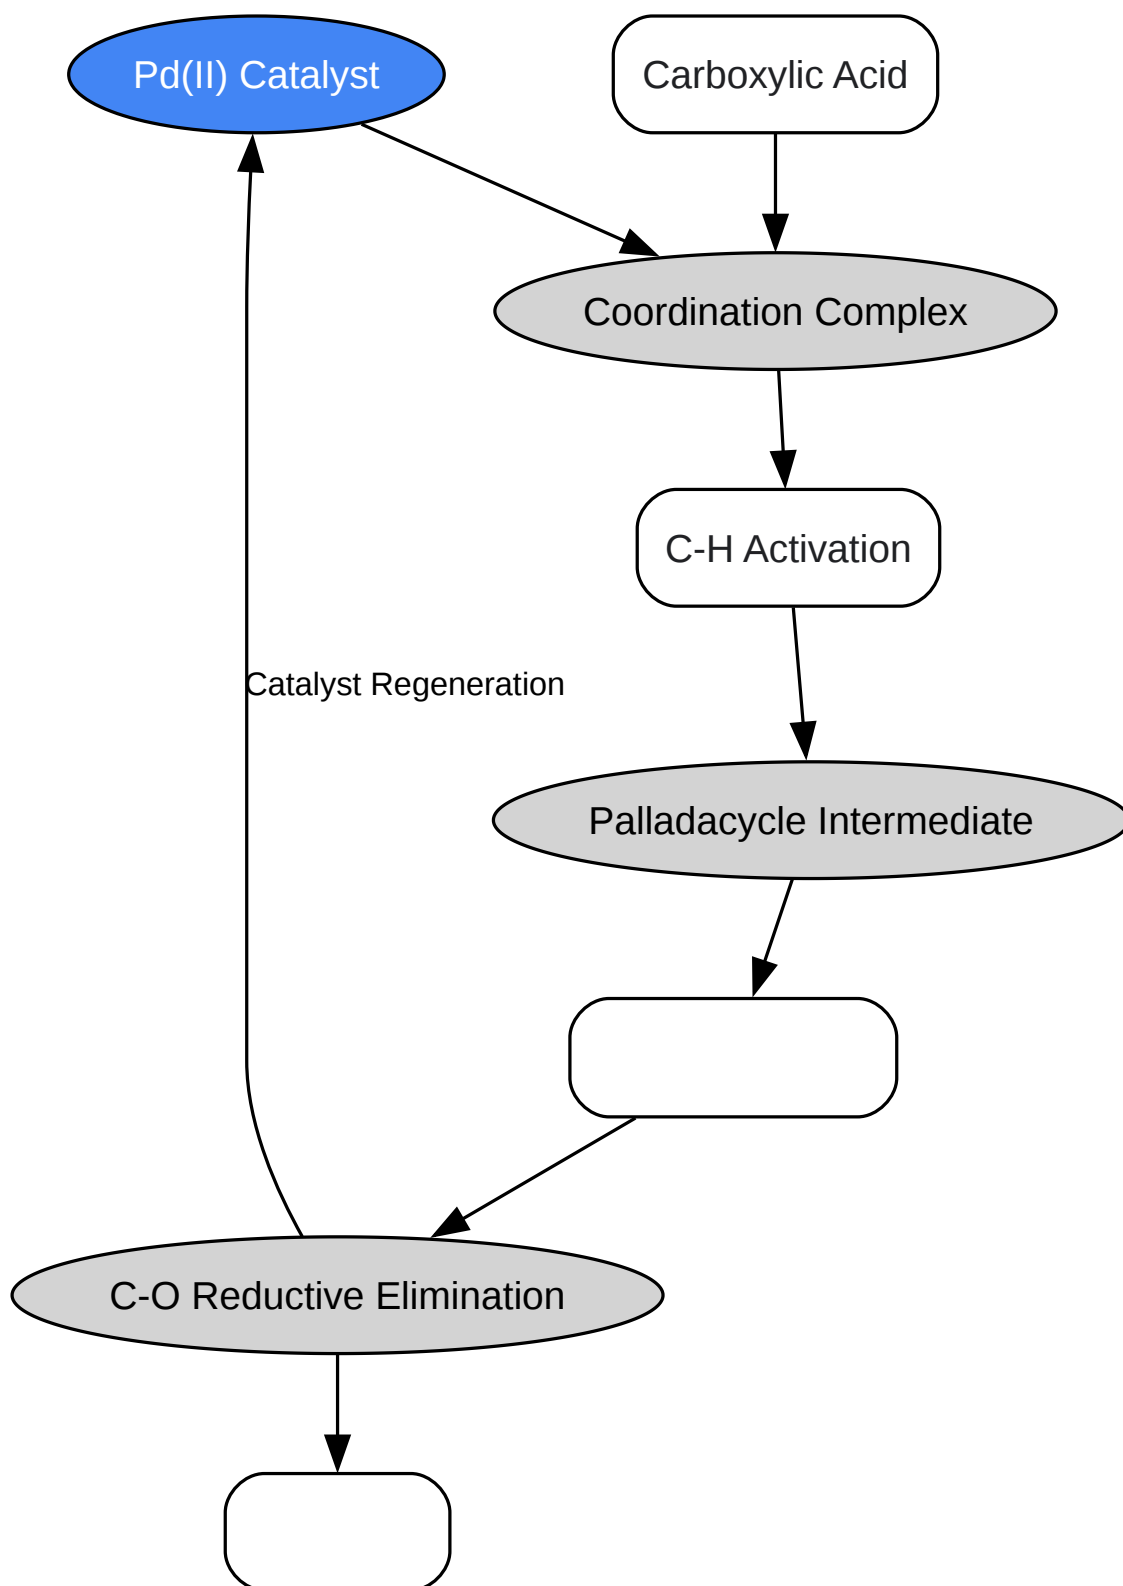 Pd(II) Catalyst
Carboxylic Acid
Coordination Complex
C-H Activation
Catalyst Regeneration
Palladacycle Intermediate
C-O Reductive Elimination